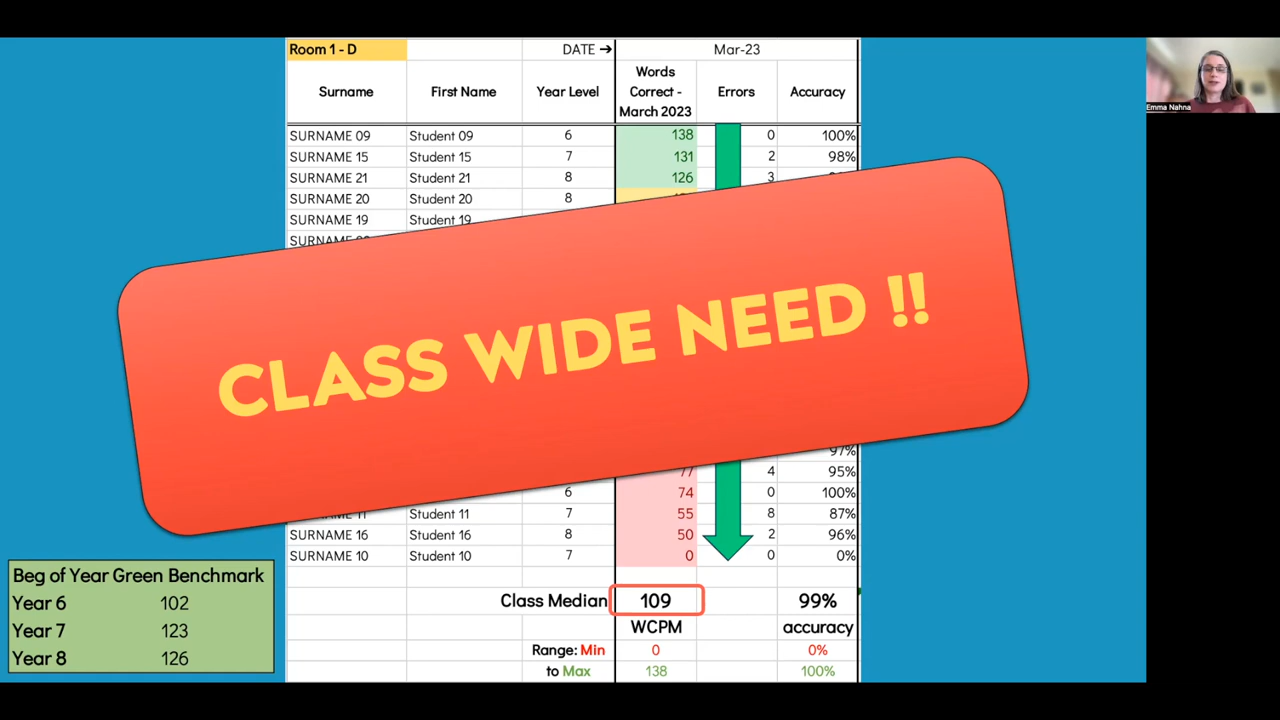 Room 1 - D DATE → Mar-23
Surname First Name Year Level Words Correct - March 2023 Errors Accuracy
SURNAME 09 Student 09 6 138 0 100%
SURNAME 15 Student 15 7 131 2 98%
SURNAME 21 Student 21 8 126 3
SURNAME 20 Student 20 8
SURNAME 19 Student 19
SURNAME
CLASS WIDE NEED !!
97%
77 4 95%
6 74 0 100%
Student 11 7 55 8 87%
SURNAME 16 Student 16 8 50 2 96%
SURNAME 10 Student 10 7 0 0 0%
Class Median 109 99%
WCPM accuracy
Range: Min 0 0%
to Max 138 100%
Beg of Year Green Benchmark
Year 6 102
Year 7 123
Year 8 126
Emma Nahna